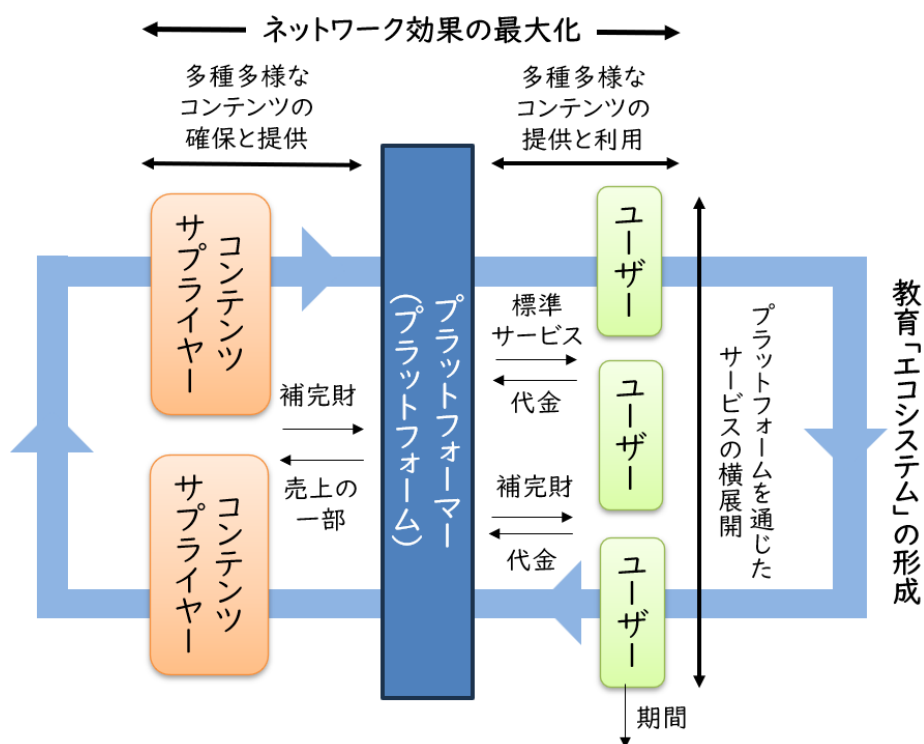 ネットワーク効果の最大化
多種多様な
コンテンツの
確保と提供
多種多様な
コンテンツの
提供と利用
コンテンツ
サプライヤー
コンテンツ
サプライヤー
補完財
売上の
一部
プラットフォーマー
(プラットフォーム)
標準
サービス
代金
補完財
代金
ユーザー
ユーザー
ユーザー
期間
プラットフォームを通じた
サービスの横展開
教育「エコシステム」の形成